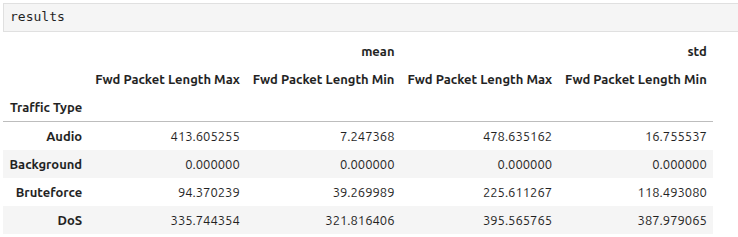 results
mean std
Fwd Packet Length Max Fwd Packet Length Min Fwd Packet Length Max Fwd Packet Length Min
Traffic Type
Audio 413.605255 7.247368 478.635162 16.755537
Background 0.000000 0.000000 0.000000 0.000000
Bruteforce 94.370239 39.269989 225.611267 118.493080
DoS 335.744354 321.816406 395.565765 387.979065